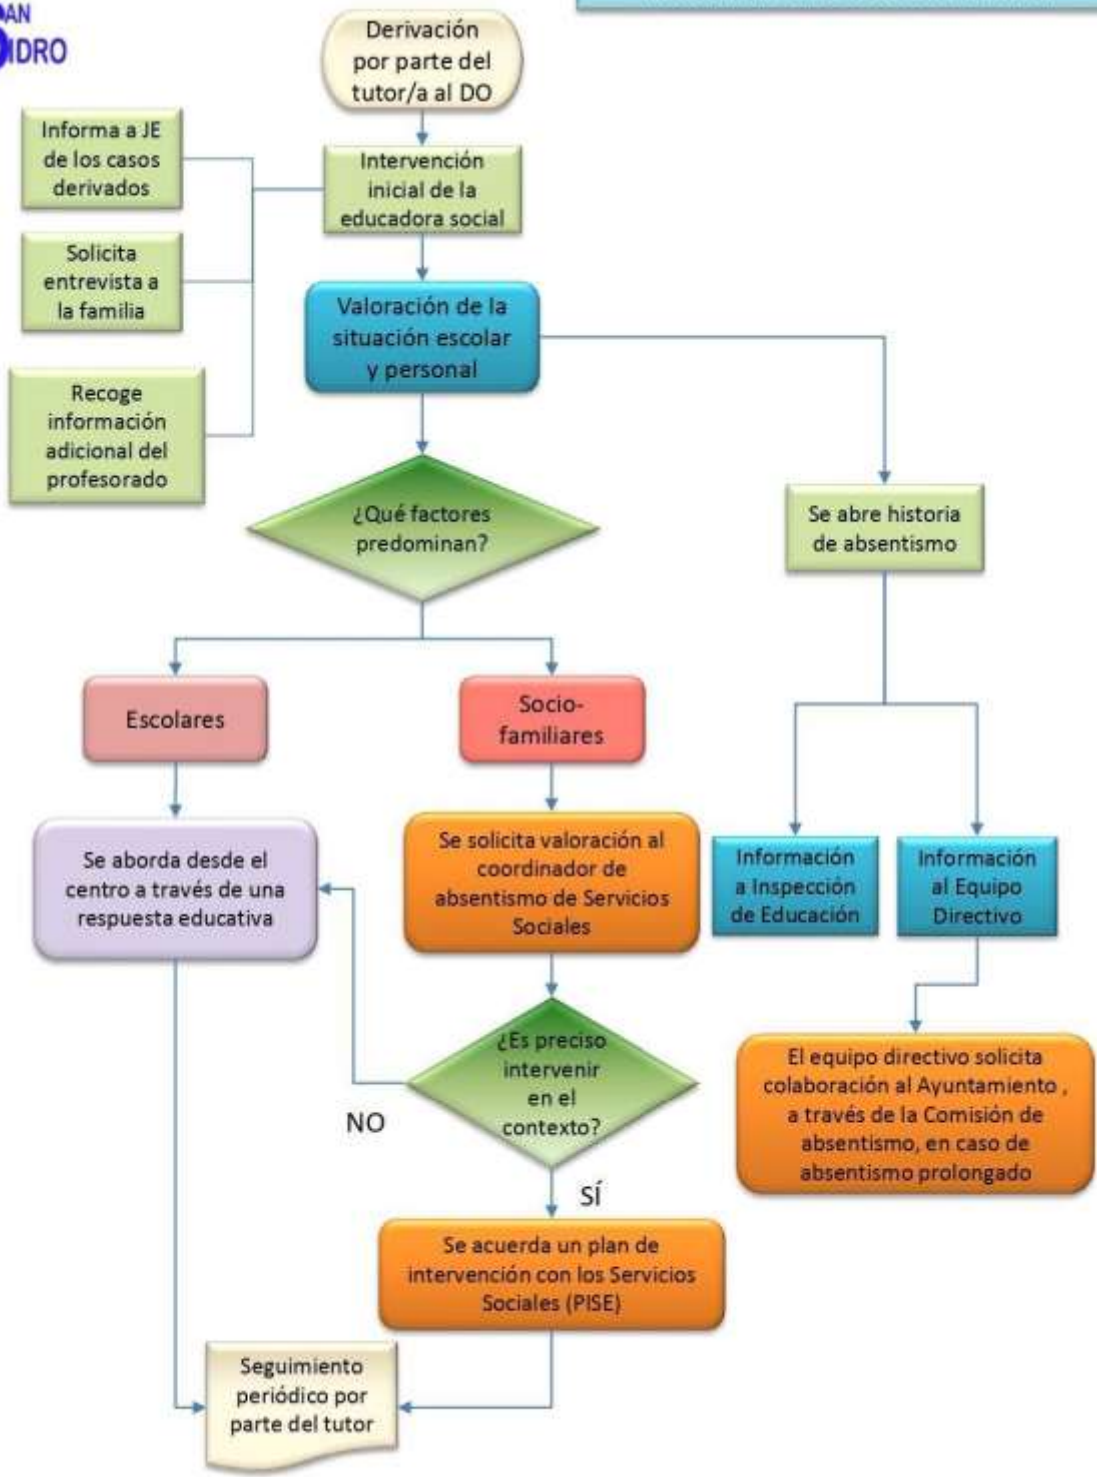 AN
IDRO
Derivación
por parte del
tutor/a al DO
Informa a JE
de los casos
derivados
Intervención
inicial de la
educadora social
Solicita
entrevista a
la familia
Valoración de la
situación escolar
y personal
Recoge
información
adicional del
profesorado
¿Qué factores
predominan?
Se abre historia
de absentismo
Escolares
Socio-
familiares
Se aborda desde el
centro a través de una
respuesta educativa
Se solicita valoración al
coordinador de
absentismo de Servicios
Sociales
Información
a Inspección
de Educación
Información
al Equipo
Directivo
¿Es preciso
intervenir
en el
contexto?
NO
SÍ
El equipo directivo solicita
colaboración al Ayuntamiento ,
a través de la Comisión de
absentismo, en caso de
absentismo prolongado
Se acuerda un plan de
intervención con los Servicios
Sociales (PISE)
Seguimiento
periódico por
parte del tutor